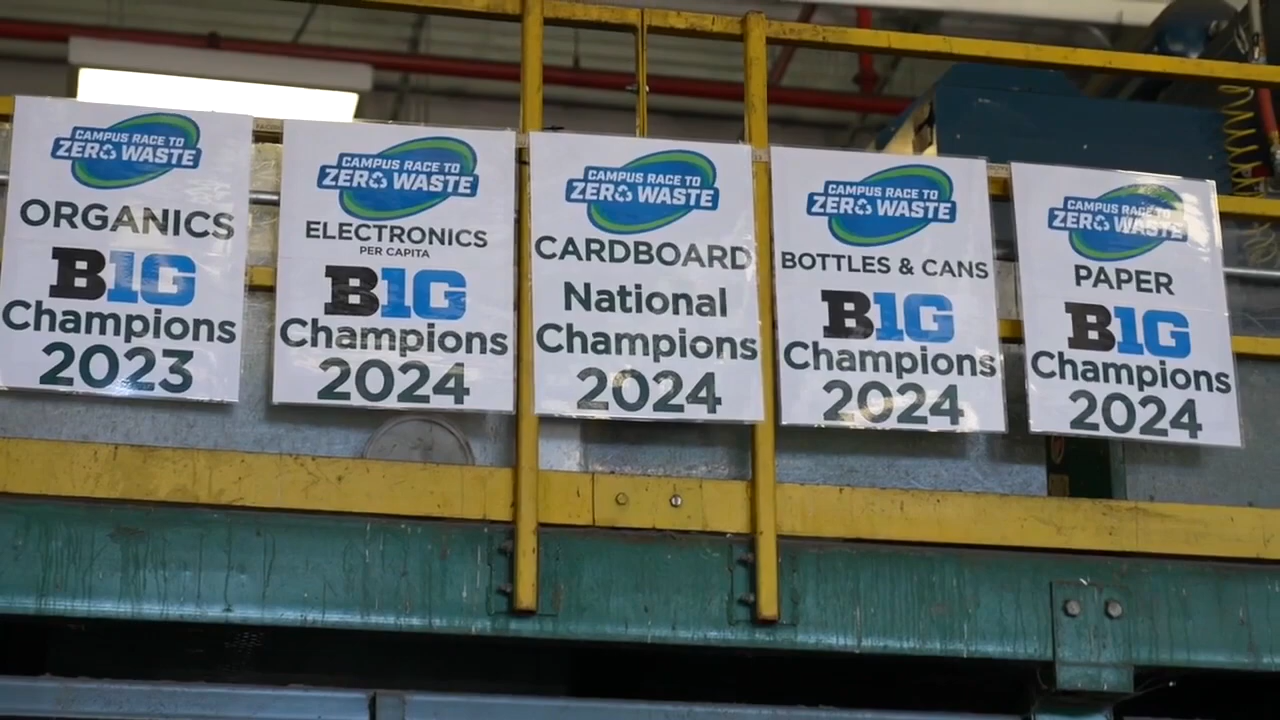 CAMPUS RACE TO
ZERO WASTE
ORGANICS
B1G
Champions
2023
CAMPUS RACE TO
ZERO WASTE
ELECTRONICS
PER CAPITA
B1G
Champions
2024
CAMPUS RACE TO
ZERO WASTE
CARDBOARD
National
Champions
2024
CAMPUS RACE TO
ZERO WASTE
BOTTLES & CANS
B1G
Champions
2024
CAMPUS RACE TO
ZERO WASTE
PAPER
B1G
Champions
2024